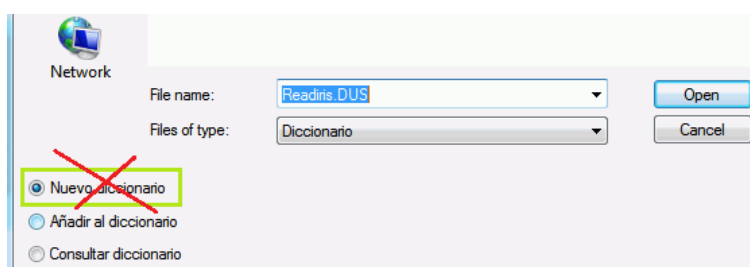 Network
File name: Readiris.DUS Open
Files of type: Diccionario Cancel
Nuevo diccionario
Añadir al diccionario
Consultar diccionario